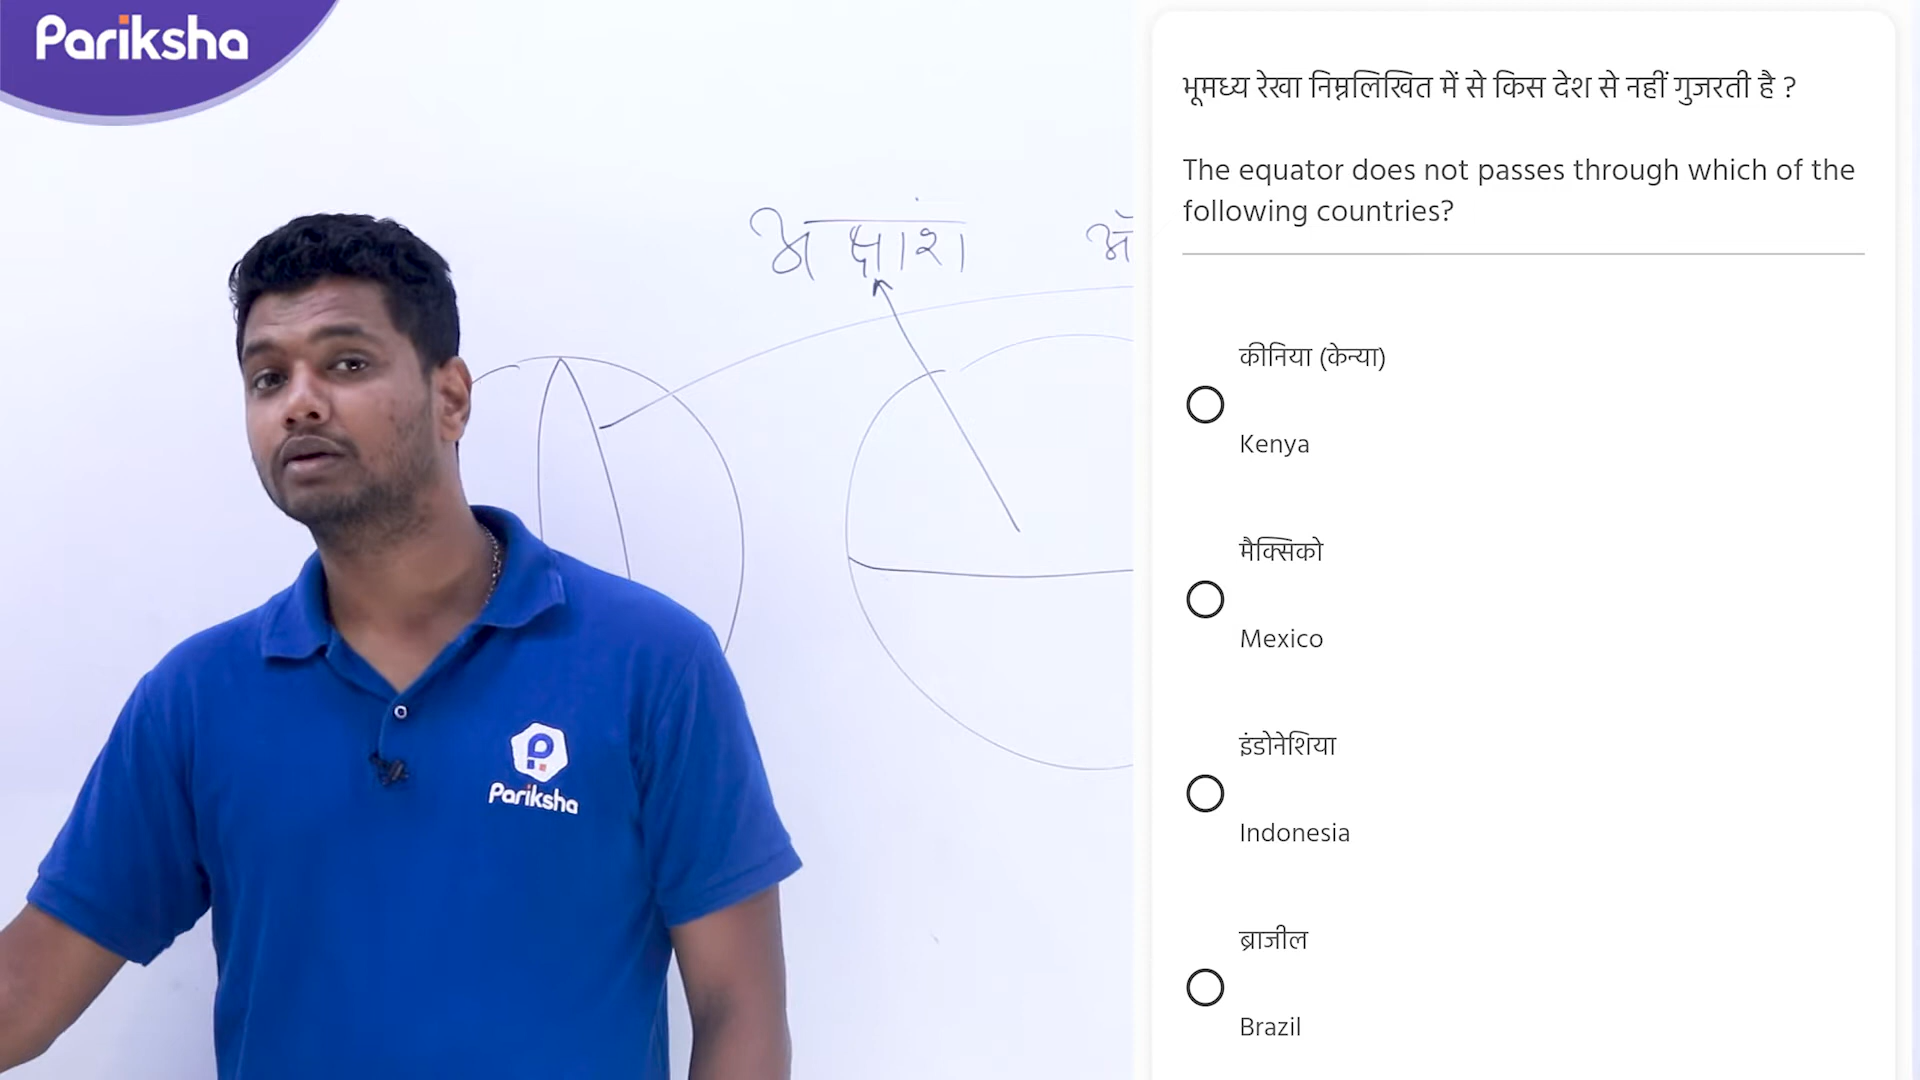 Pariksha
भूमध्य रेखा निम्नलिखित में से किस देश से नहीं गुजरती है ?
The equator does not passes through which of the
following countries?
अक्षांश
कीनिया (केन्या)
Kenya
मैक्सिको
Mexico
इंडोनेशिया
Indonesia
ब्राजील
Brazil
Pariksha